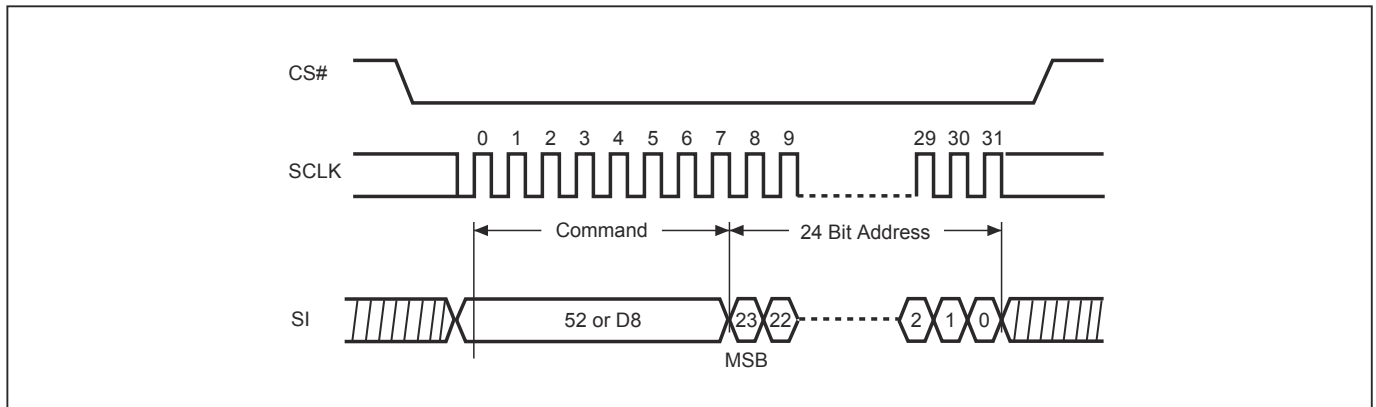 CS#
0 1 2 3 4 5 6 7 8 9 29 30 31
SCLK
Command 24 Bit Address
SI 52 or D8 23 22 2 1 0
MSB